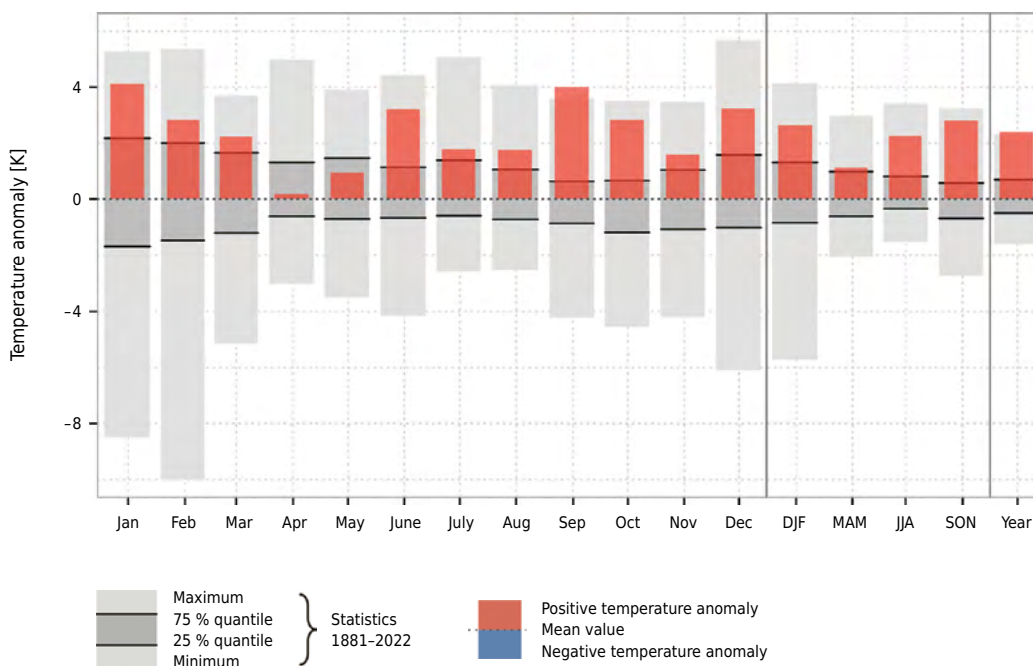 Temperature anomaly [K]
4
0
–4
–8
Jan Feb Mar Apr May June July Aug Sep Oct Nov Dec DJF MAM JJA SON Year
Maximum
75 % quantile
25 % quantile
Minimum
Statistics
1881–2022
Positive temperature anomaly
Mean value
Negative temperature anomaly